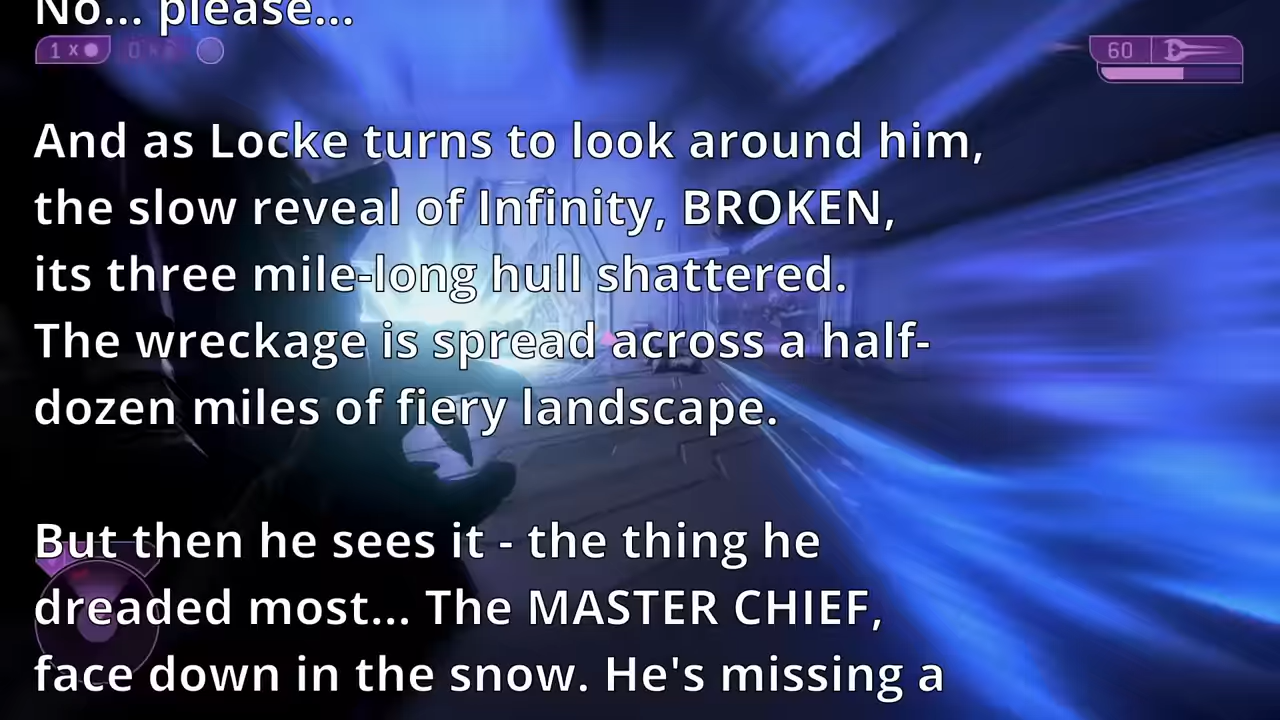 No... please...
1 x
60
And as Locke turns to look around him,
the slow reveal of Infinity, BROKEN,
its three mile-long hull shattered.
The wreckage is spread across a half-
dozen miles of fiery landscape.
But then he sees it - the thing he
dreaded most... The MASTER CHIEF,
face down in the snow. He's missing a